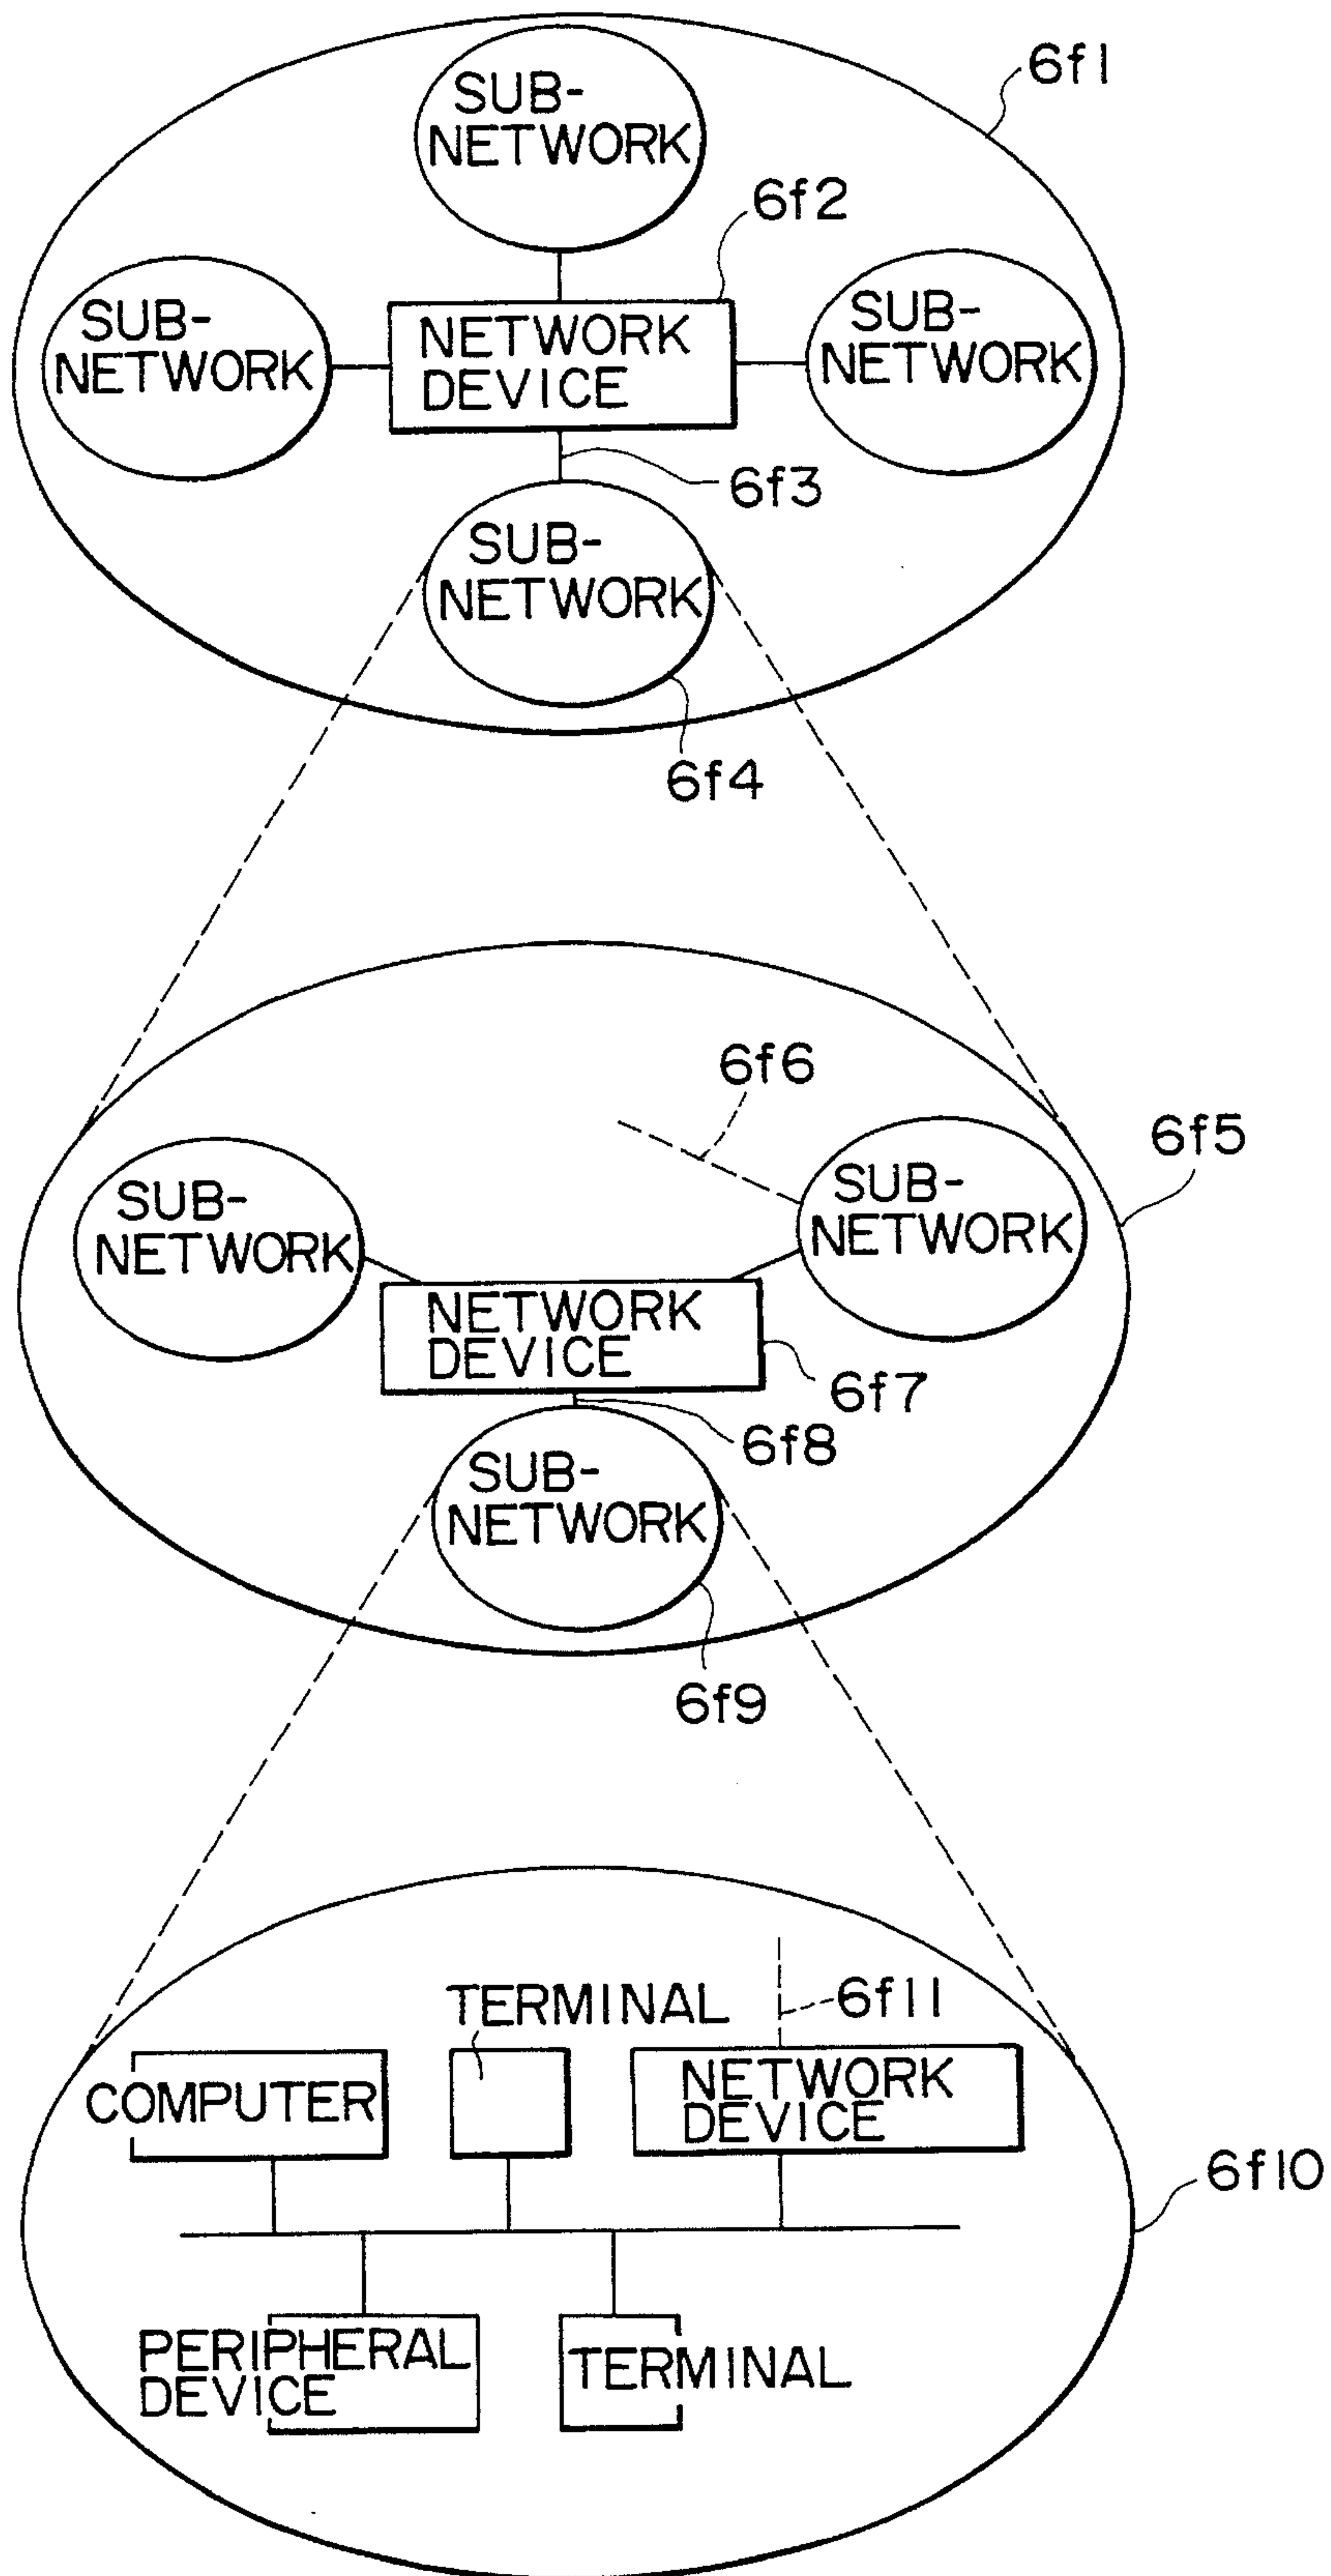 6f1
SUB-
NETWORK
6f2
SUB-
NETWORK
NETWORK
DEVICE
SUB-
NETWORK
6f3
SUB-
NETWORK
6f4
6f6
6f5
SUB-
NETWORK
SUB-
NETWORK
NETWORK
DEVICE
6f7
6f8
SUB-
NETWORK
6f9
TERMINAL
6f11
COMPUTER
NETWORK
DEVICE
6f10
PERIPHERAL
DEVICE
TERMINAL